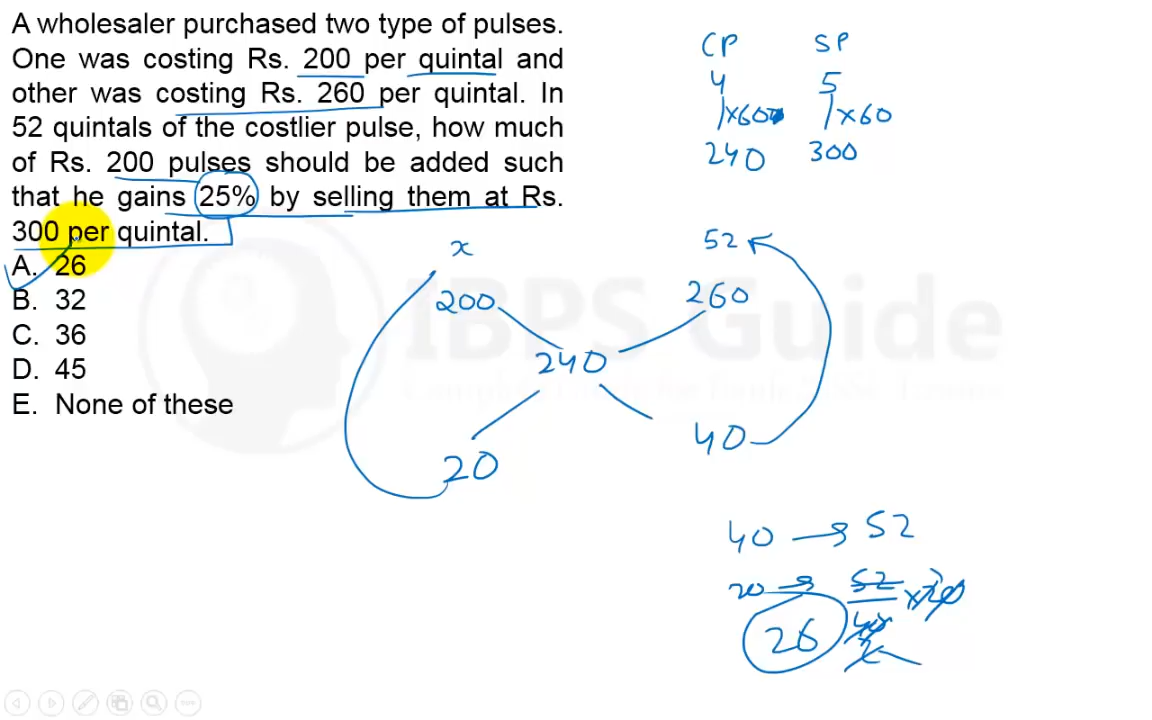 A wholesaler purchased two type of pulses.
One was costing Rs. 200 per quintal and
other was costing Rs. 260 per quintal. In
52 quintals of the costlier pulse, how much
of Rs. 200 pulses should be added such
that he gains 25% by selling them at Rs.
300 per quintal.
A. 26
B. 32
C. 36
D. 45
E. None of these
CP SP
4 5
×60 ×60
240 300
x 52
200 260
240
20 40
40 → 52
20 → 52/40 × 20
2
26
IBPS Guide